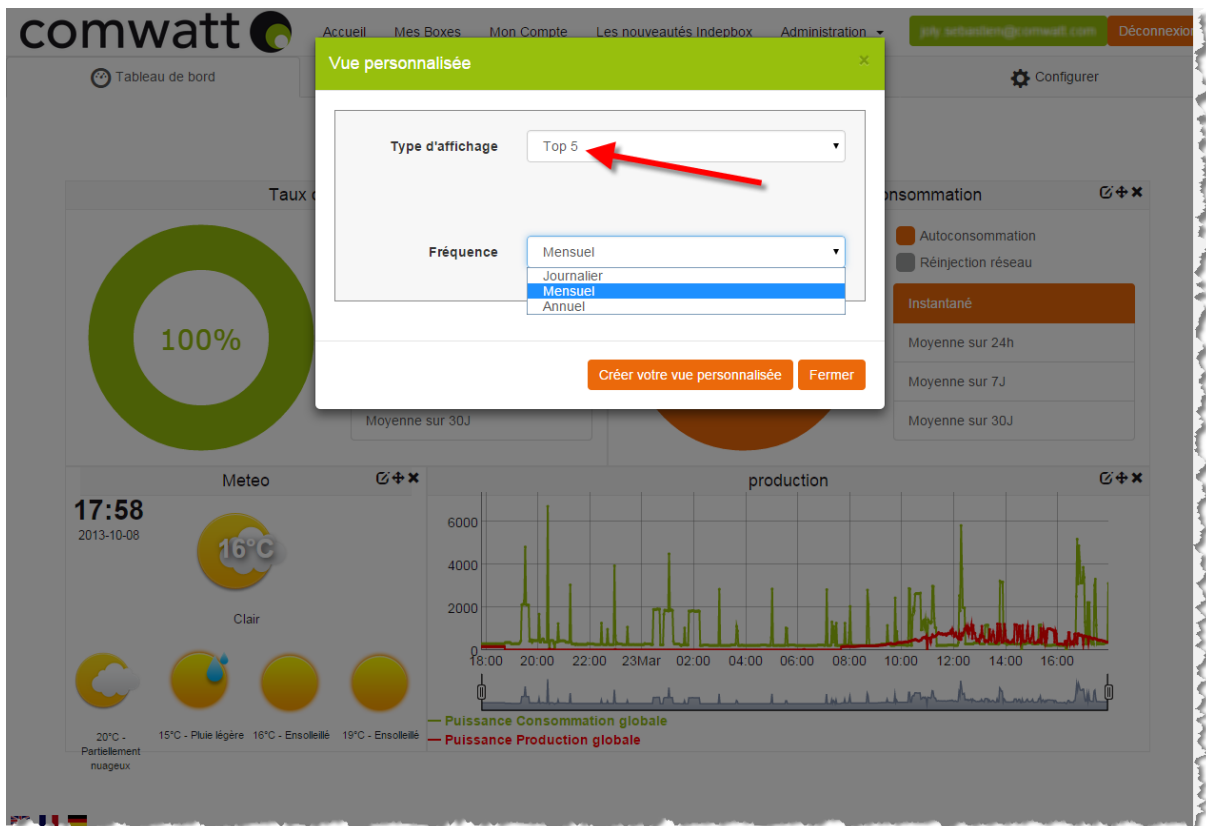 comwatt
Accueil Mes Boxes Mon Compte Les nouveautés Indepbox Administration
Déconnexion
Tableau de bord
Configurer
Vue personnalisée
×
Type d'affichage Top 5
Fréquence Mensuel
Journalier
Mensuel
Annuel
Créer votre vue personnalisée Fermer
Taux
onsommation
100%
Moyenne sur 30J
Autoconsommation
Réinjection réseau
Instantané
Moyenne sur 24h
Moyenne sur 7J
Moyenne sur 30J
Meteo
17:58
2013-10-08
16°C
Clair
20°C - Partiellement nuageux
15°C - Pluie légère
16°C - Ensolleillé
19°C - Ensolleillé
production
6000
4000
2000
0
18:00 20:00 22:00 23Mar 02:00 04:00 06:00 08:00 10:00 12:00 14:00 16:00
Puissance Consommation globale
Puissance Production globale